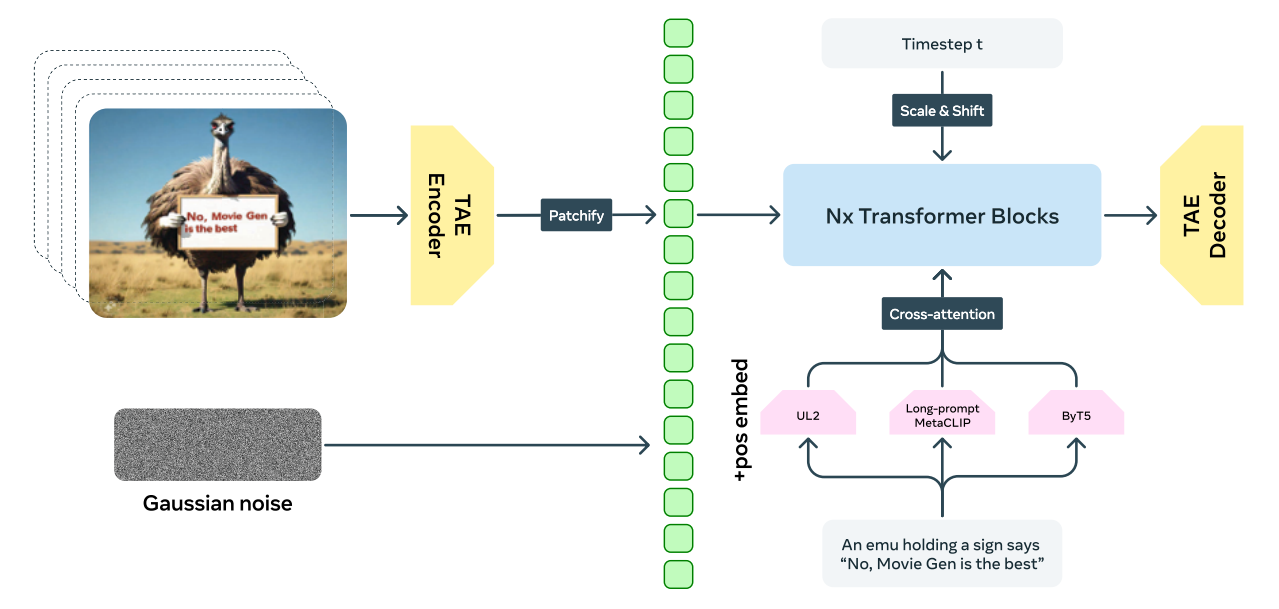 Timestep t
Scale & Shift
No, Movie Gen
is the best
TAE
Encoder
Patchify
Nx Transformer Blocks
TAE
Decoder
Cross-attention
+pos embed
UL2
Long-prompt
MetaCLIP
ByT5
Gaussian noise
An emu holding a sign says
“No, Movie Gen is the best”